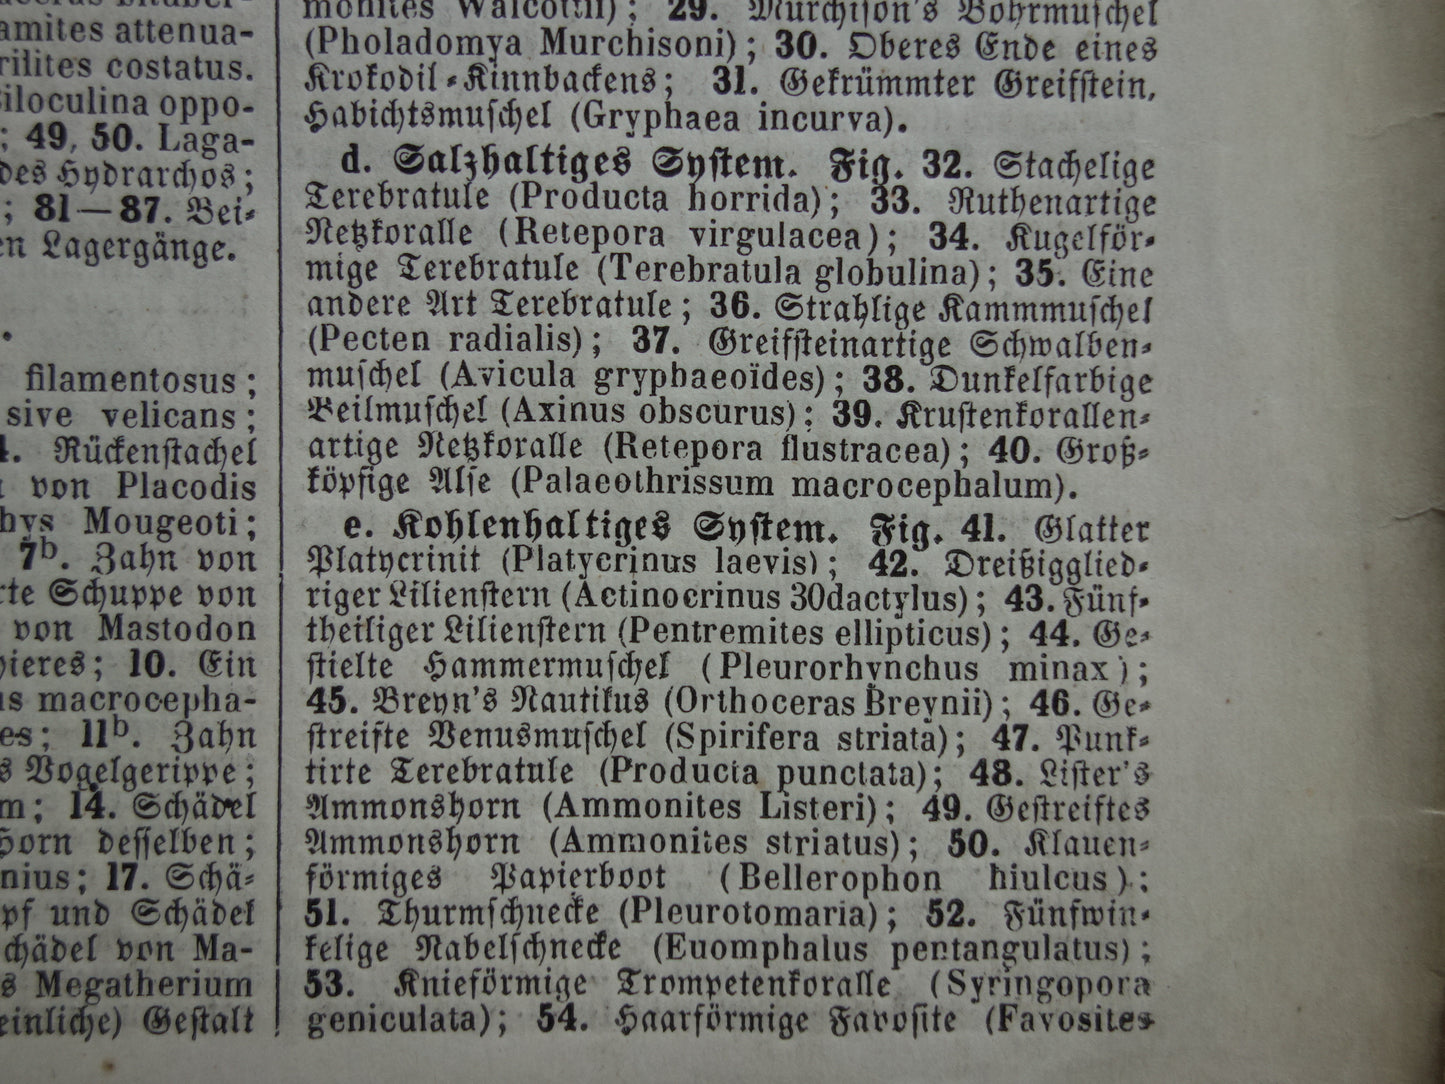 amites attenua-
rilites costatus.
iloculina oppo-
; 49, 50. Laga-
des Hydrarchos;
; 81—87. Bei-
en Lagergänge.
filamentosus;
sive velicans;
4. Rückenstachel
von Placodis
hys Mougeoti;
7b. Zahn von
rte Schuppe von
von Mastodon
pieres; 10. Ein
us macrocepha-
es; 11b. Zahn
s Vogelgerippe;
m; 14. Schädel
Horn desselben;
nius; 17. Schä-
pf und Schädel
chädel von Ma-
s Megatherium
einliche) Gestalt
monites Walcottii); 29. Murchison's Bohrmuschel
(Pholadomya Murchisoni); 30. Oberes Ende eines
Krokodil-Kinnbackens; 31. Gekrümmter Greifstein,
Habichtsmuschel (Gryphaea incurva).
d. Salzhaltiges System. Fig. 32. Stachelige
Terebratule (Producta horrida); 33. Ruthenartige
Netzkoralle (Retepora virgulacea); 34. Kugelför-
mige Terebratule (Terebratula globulina); 35. Eine
andere Art Terebratule; 36. Strahlige Kammmuschel
(Pecten radialis); 37. Greifsteinartige Schwalben-
muschel (Avicula gryphaeoïdes); 38. Dunkelfarbige
Beilmuschel (Axinus obscurus); 39. Krustenkorallen-
artige Netzkoralle (Retepora flustracea); 40. Groß-
köpfige Alse (Palaeothrissum macrocephalum).
e. Kohlenhaltiges System. Fig. 41. Glatter
Platycrinit (Platycrinus laevis); 42. Dreißigglied-
riger Lilienstern (Actinocrinus 30dactylus); 43. Fünf-
theiliger Lilienstern (Pentremites ellipticus); 44. Ge-
stielte Hammermuschel (Pleurorhynchus minax);
45. Breyn's Nautilus (Orthoceras Breynii); 46. Ge-
streifte Venusmuschel (Spirifera striata); 47. Punk-
tirte Terebratule (Producta punctata); 48. Lister's
Ammonshorn (Ammonites Listeri); 49. Gestreiftes
Ammonshorn (Ammonites striatus); 50. Klauen-
förmiges Papierboot (Bellerophon hiulcus);
51. Thurmschnecke (Pleurotomaria); 52. Fünfwin-
kelige Nabelschnecke (Euomphalus pentangulatus);
53. Knieförmige Trompetenkoralle (Syringopora
geniculata); 54. Haarförmige Favosite (Favosites